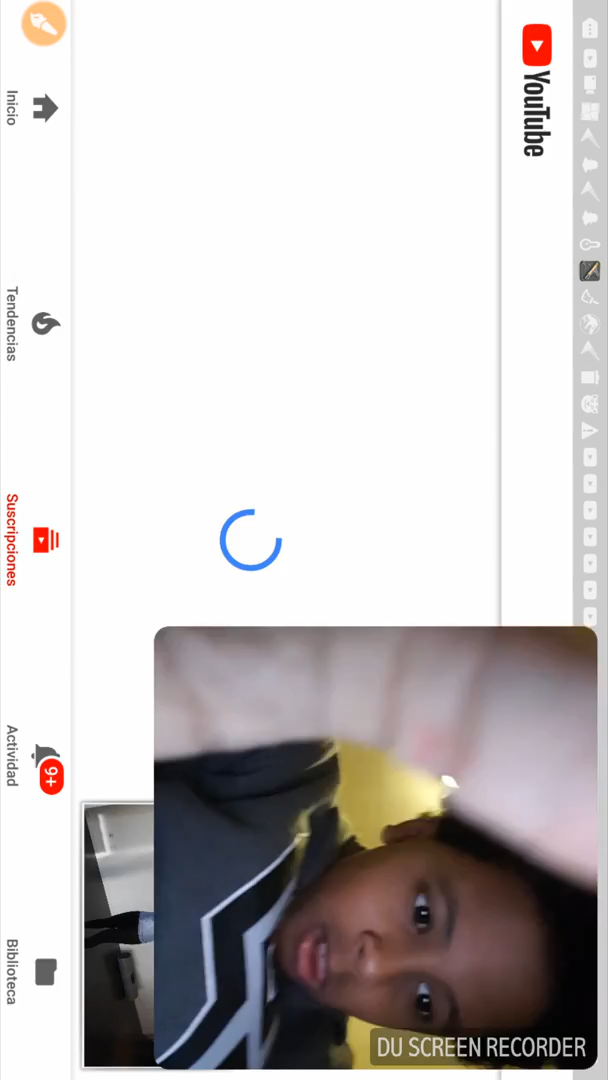 YouTube
Inicio
Tendencias
Suscripciones
Actividad
9+
Biblioteca
DU SCREEN RECORDER